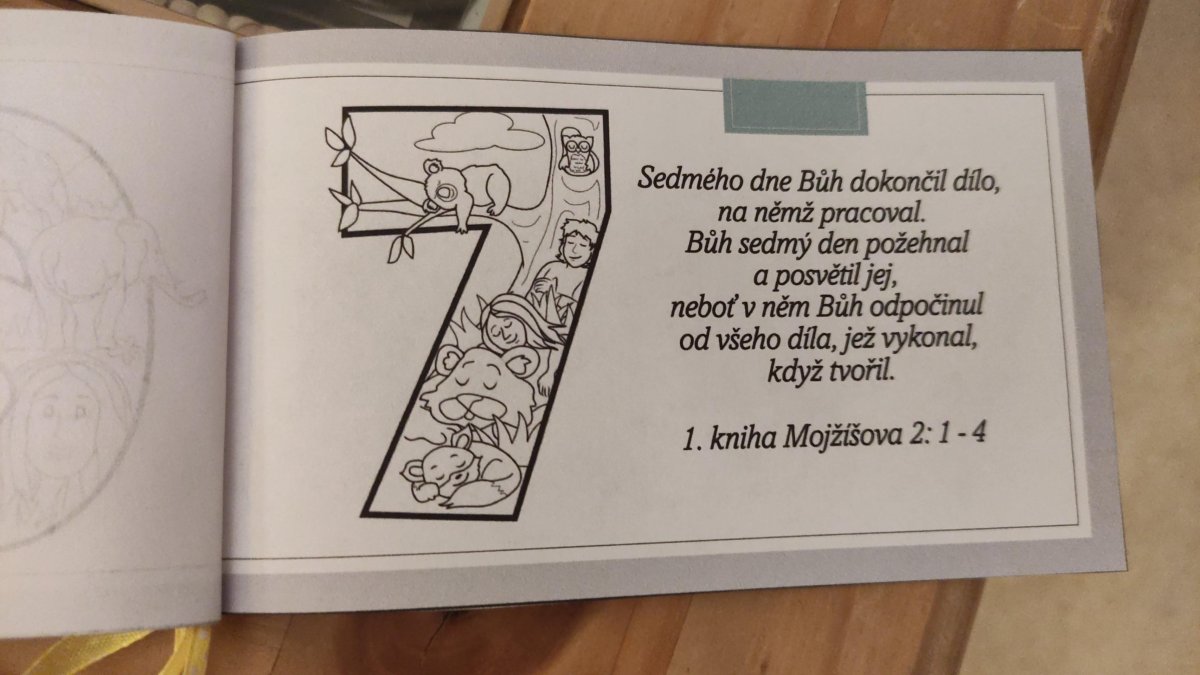 7
Sedmého dne Bůh dokončil dílo,
na němž pracoval.
Bůh sedmý den požehnal
a posvětil jej,
neboť v něm Bůh odpočinul
od všeho díla, jež vykonal,
když tvořil.
1. kniha Mojžíšova 2: 1 - 4